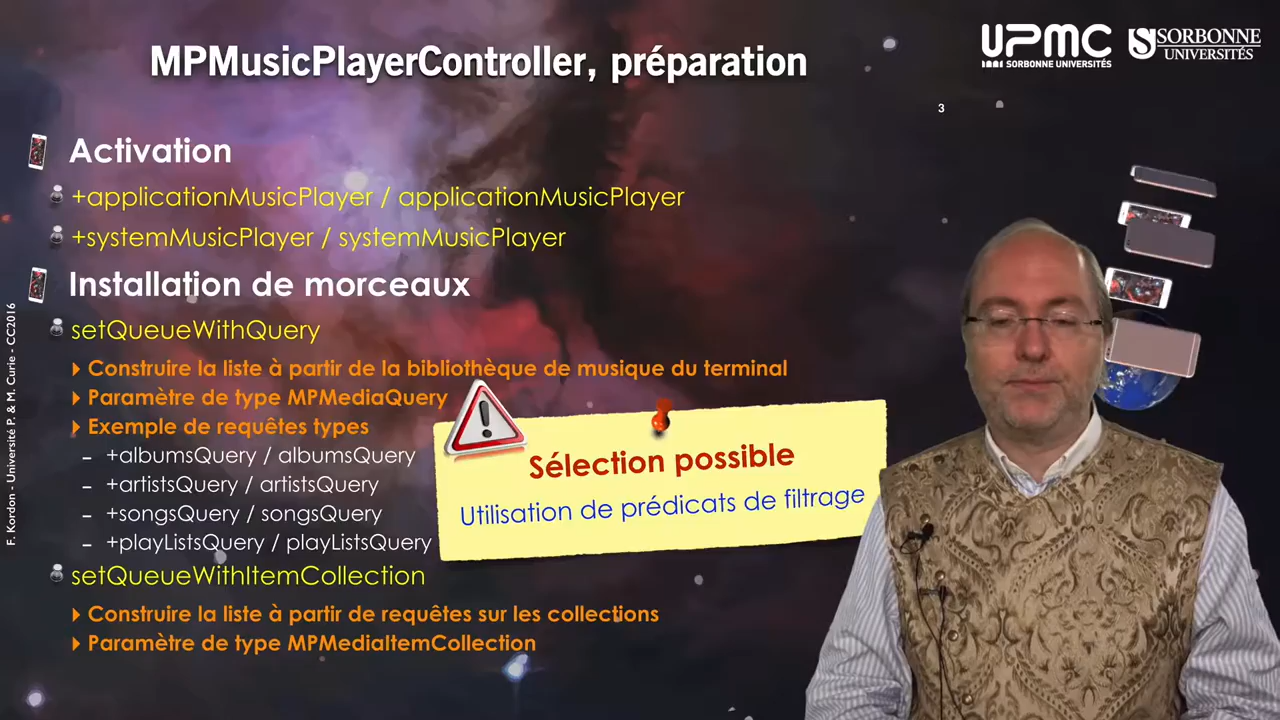 MPMusicPlayerController, préparation
UPMC
SORBONNE UNIVERSITÉS
SORBONNE
UNIVERSITÉS
3
Activation
+applicationMusicPlayer / applicationMusicPlayer
+systemMusicPlayer / systemMusicPlayer
Installation de morceaux
setQueueWithQuery
Construire la liste à partir de la bibliothèque de musique du terminal
Paramètre de type MPMediaQuery
Exemple de requêtes types
– +albumsQuery / albumsQuery
– +artistsQuery / artistsQuery
– +songsQuery / songsQuery
– +playListsQuery / playListsQuery
Sélection possible
Utilisation de prédicats de filtrage
setQueueWithItemCollection
Construire la liste à partir de requêtes sur les collections
Paramètre de type MPMediaItemCollection
F. Kordon - Université P. & M. Curie - CC2016